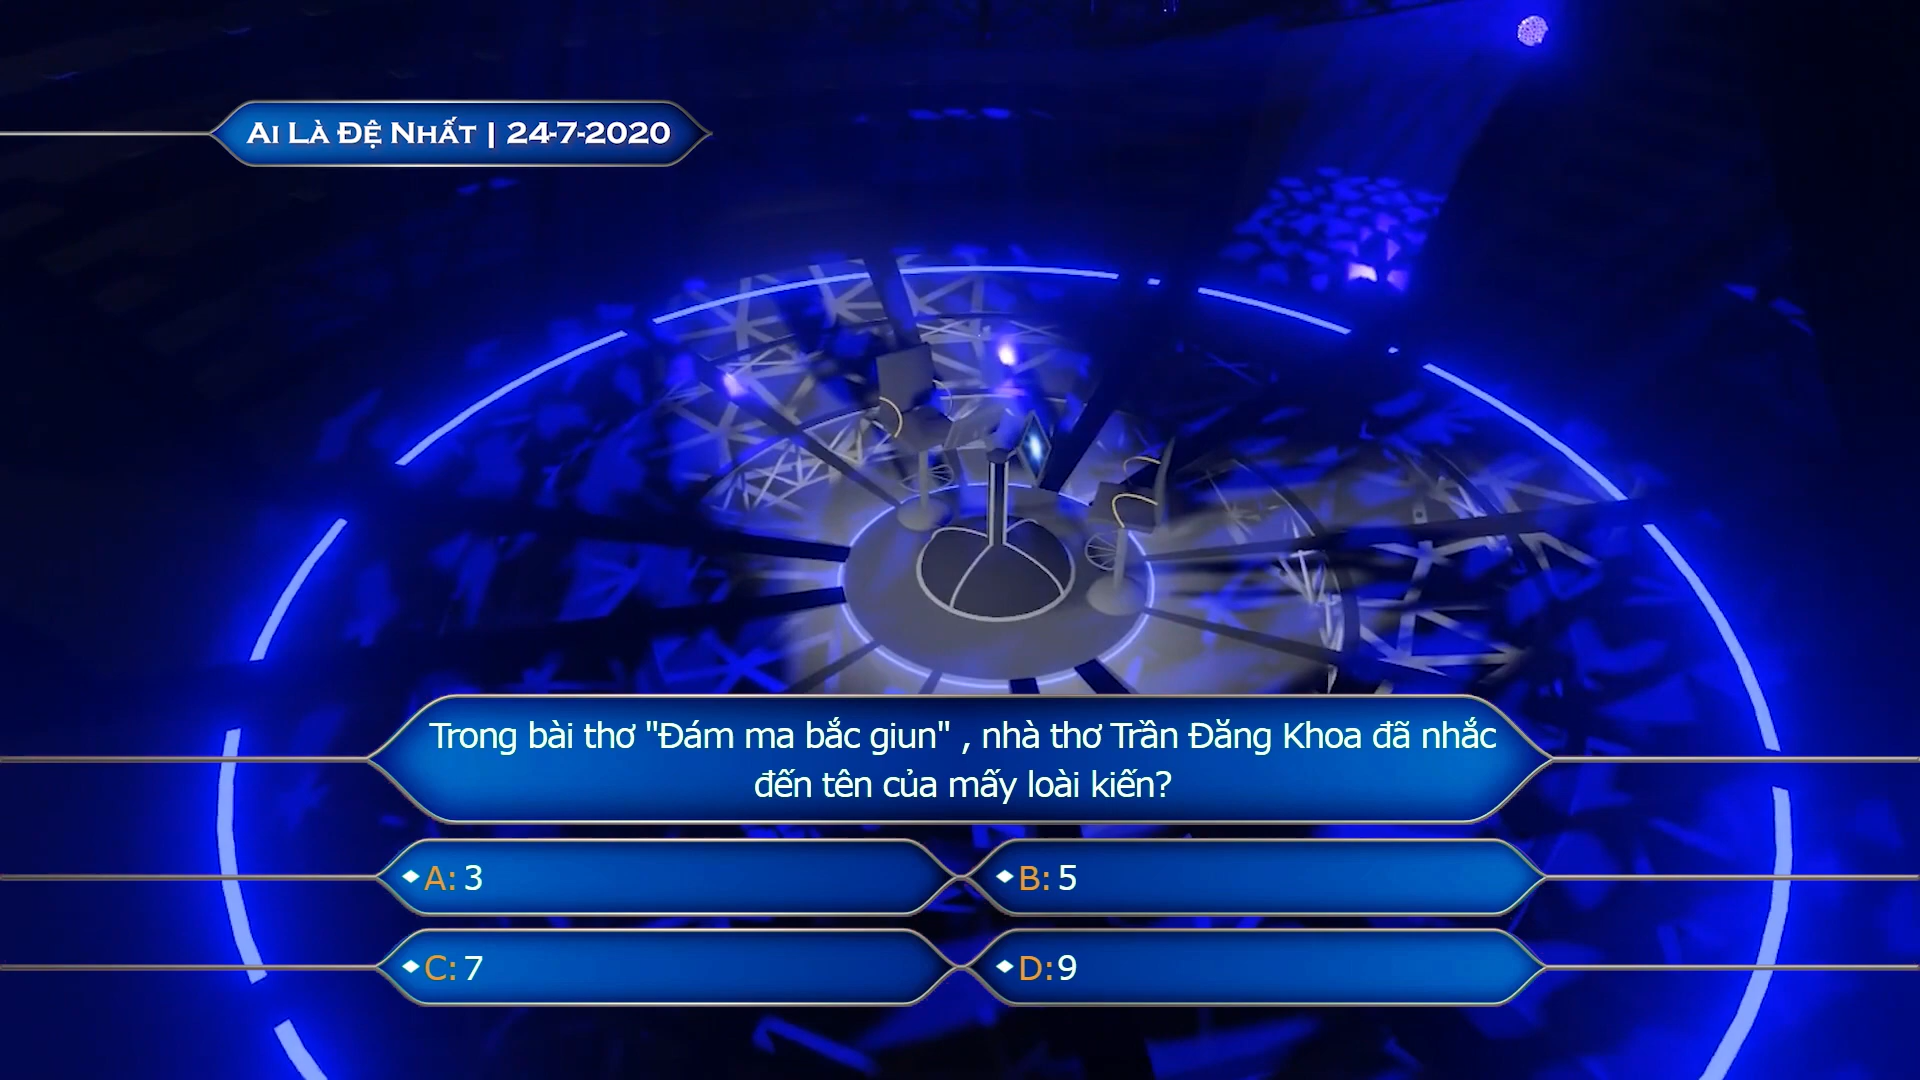 Ai Là Đệ Nhất | 24-7-2020
Trong bài thơ "Đám ma bắc giun" , nhà thơ Trần Đăng Khoa đã nhắc
đến tên của mấy loài kiến?
A: 3
B: 5
C: 7
D:9